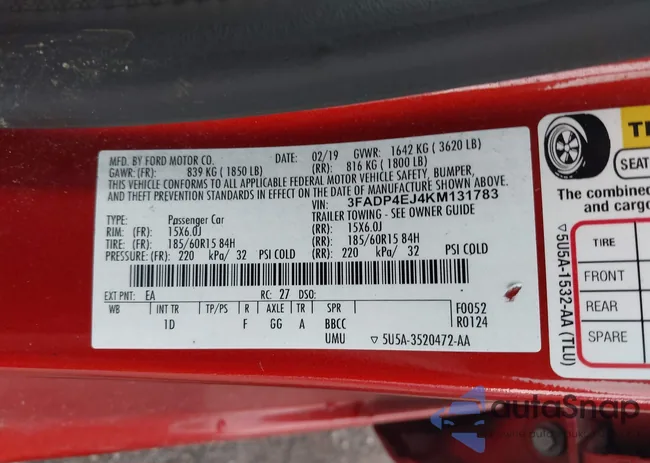 MFD. BY FORD MOTOR CO.
DATE: 02/19 GVWR: 1642 KG ( 3620 LB)
GAWR: (FR): 839 KG ( 1850 LB) (RR): 816 KG ( 1800 LB)
THIS VEHICLE CONFORMS TO ALL APPLICABLE FEDERAL MOTOR VEHICLE SAFETY, BUMPER,
AND THEFT PREVENTION STANDARDS IN EFFECT ON THE DATE OF MANUFACTURE SHOWN ABOVE.
VIN: 3FADP4EJ4KM131783
TYPE: Passenger Car TRAILER TOWING - SEE OWNER GUIDE
RIM: (FR): 15X6.0J (RR): 15X6.0J
TIRE: (FR): 185/60R15 84H (RR): 185/60R15 84H
PRESSURE: (FR): 220 kPa/ 32 PSI COLD (RR): 220 kPa/ 32 PSI COLD
EXT PNT: EA RC: 27 DSO:
WB INT TR TP/PS R AXLE TR SPR F0052
1D F GG A BBCC R0124
UMU ▽5U5A-3520472-AA
SEAT
The combined
and cargo
TIRE
FRONT
REAR
SPARE
▽5U5A-1532-AA (TLU)
autoSnap